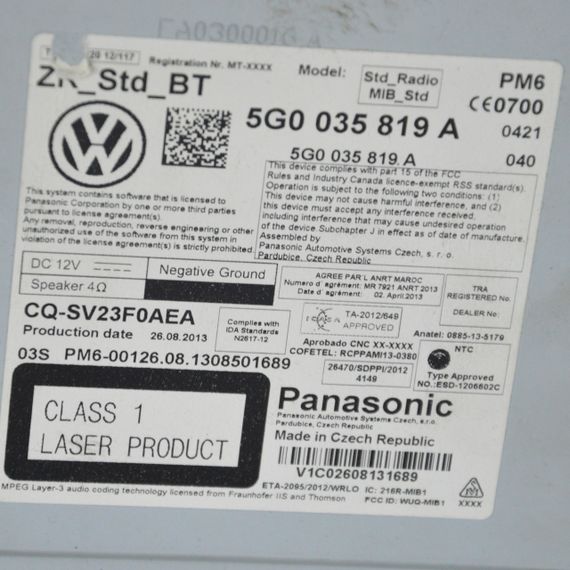 20 12/117
Registration Nr. MT-XXXX
Model:
Std_Radio
MIB_Std
PM6
ZR_Std_BT
CE0700
5G0 035 819 A
0421
5G0 035 819. A
040
This device complies with part 15 of the FCC
Rules and Industry Canada licence-exempt RSS standard(s).
Operation is subject to the following two conditions: (1)
This device may not cause harmful interference, and (2)
this device must accept any interference received,
including interference that may cause undesired operation
of the device.Subchapter J in effect as of date of manufacture.
Assembled by
Panasonic Automotive Systems Czech, s. r. o.
Pardubice, Czech Republic
This system contains software that is licensed to
Panasonic Corporation by one or more third parties
pursuant to license agreement(s).
Any removal, reproduction, reverse engineering or other
unauthorized use of the software from this system in
violation of the license agreement(s) is strictly prohibited.
DC 12V
Negative Ground
Speaker 4Ω
AGREE PAR L ANRT MAROC
Numero d agrément: MR 7921 ANRT 2013
Date d agrément: 02. April.2013
TRA
REGISTERED No.
DEALER No:
CQ-SV23F0AEA
Production date 26.08.2013
Complies with
IDA Standards
N2617-12
TA-2012/649
APPROVED
Anatel: 0885-13-5179
Aprobado CNC XX-XXXX
COFETEL: RCPPAMI13-0380
NTC
Type Approved
NO.:ESD-1206602C
03S PM6-00126.08.1308501689
26470/SDPPI/2012
4149
CLASS 1
LASER PRODUCT
Panasonic
Panasonic Automotive Systems Czech, s.r.o.
Pardubice, Czech Republic
Made in Czech Republic
V1C02608131689
MPEG Layer-3 audio coding technology licensed from Fraunhofer IIS and Thomson
ETA-2095/2012/WRLO
IC: 216R-MIB1
FCC ID: WUQ-MIB1
XXXX